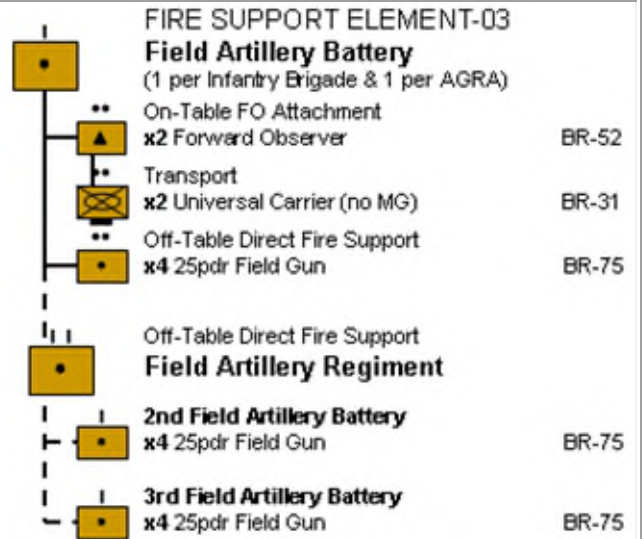 FIRE SUPPORT ELEMENT-03
Field Artillery Battery
(1 per Infantry Brigade & 1 per AGRA)
On-Table FO Attachment
x2 Forward Observer BR-52
Transport
x2 Universal Carrier (no MG) BR-31
Off-Table Direct Fire Support
x4 25pdr Field Gun BR-75
Off-Table Direct Fire Support
Field Artillery Regiment
2nd Field Artillery Battery
x4 25pdr Field Gun BR-75
3rd Field Artillery Battery
x4 25pdr Field Gun BR-75